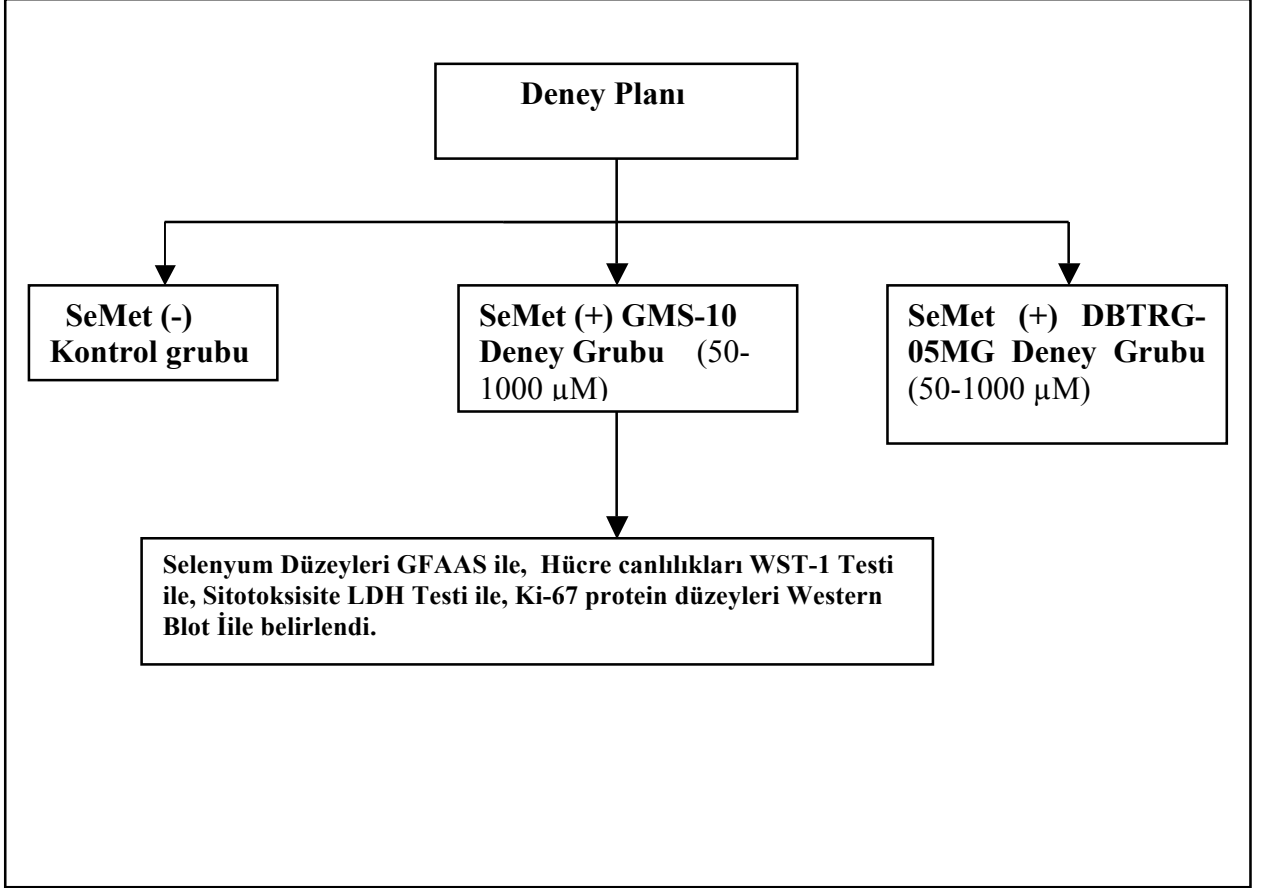 Deney Planı
SeMet (-)
Kontrol grubu
SeMet (+) GMS-10
Deney Grubu (50-
1000 µM)
SeMet (+) DBTRG-
05MG Deney Grubu
(50-1000 µM)
Selenyum Düzeyleri GFAAS ile, Hücre canlılıkları WST-1 Testi
ile, Sitotoksisite LDH Testi ile, Ki-67 protein düzeyleri Western
Blot İile belirlendi.